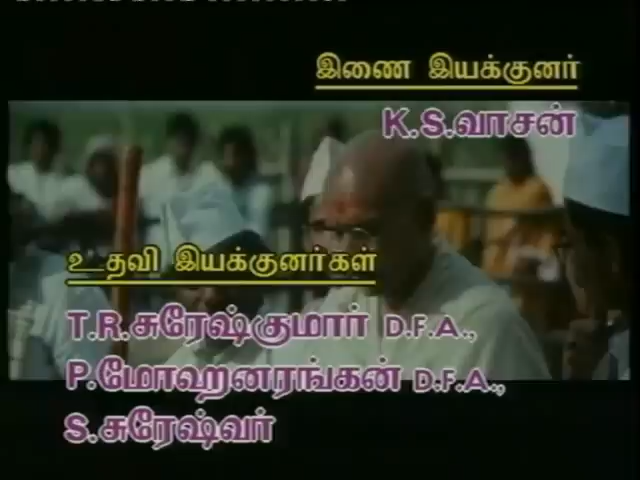 இணை இயக்குனர்
K.S.வாசன்
உதவி இயக்குனர்கள்
T.R.சுரேஷ்குமார் D.F.A.,
P.மோஹனரங்கன் D.F.A.,
S.சுரேஷ்வர்